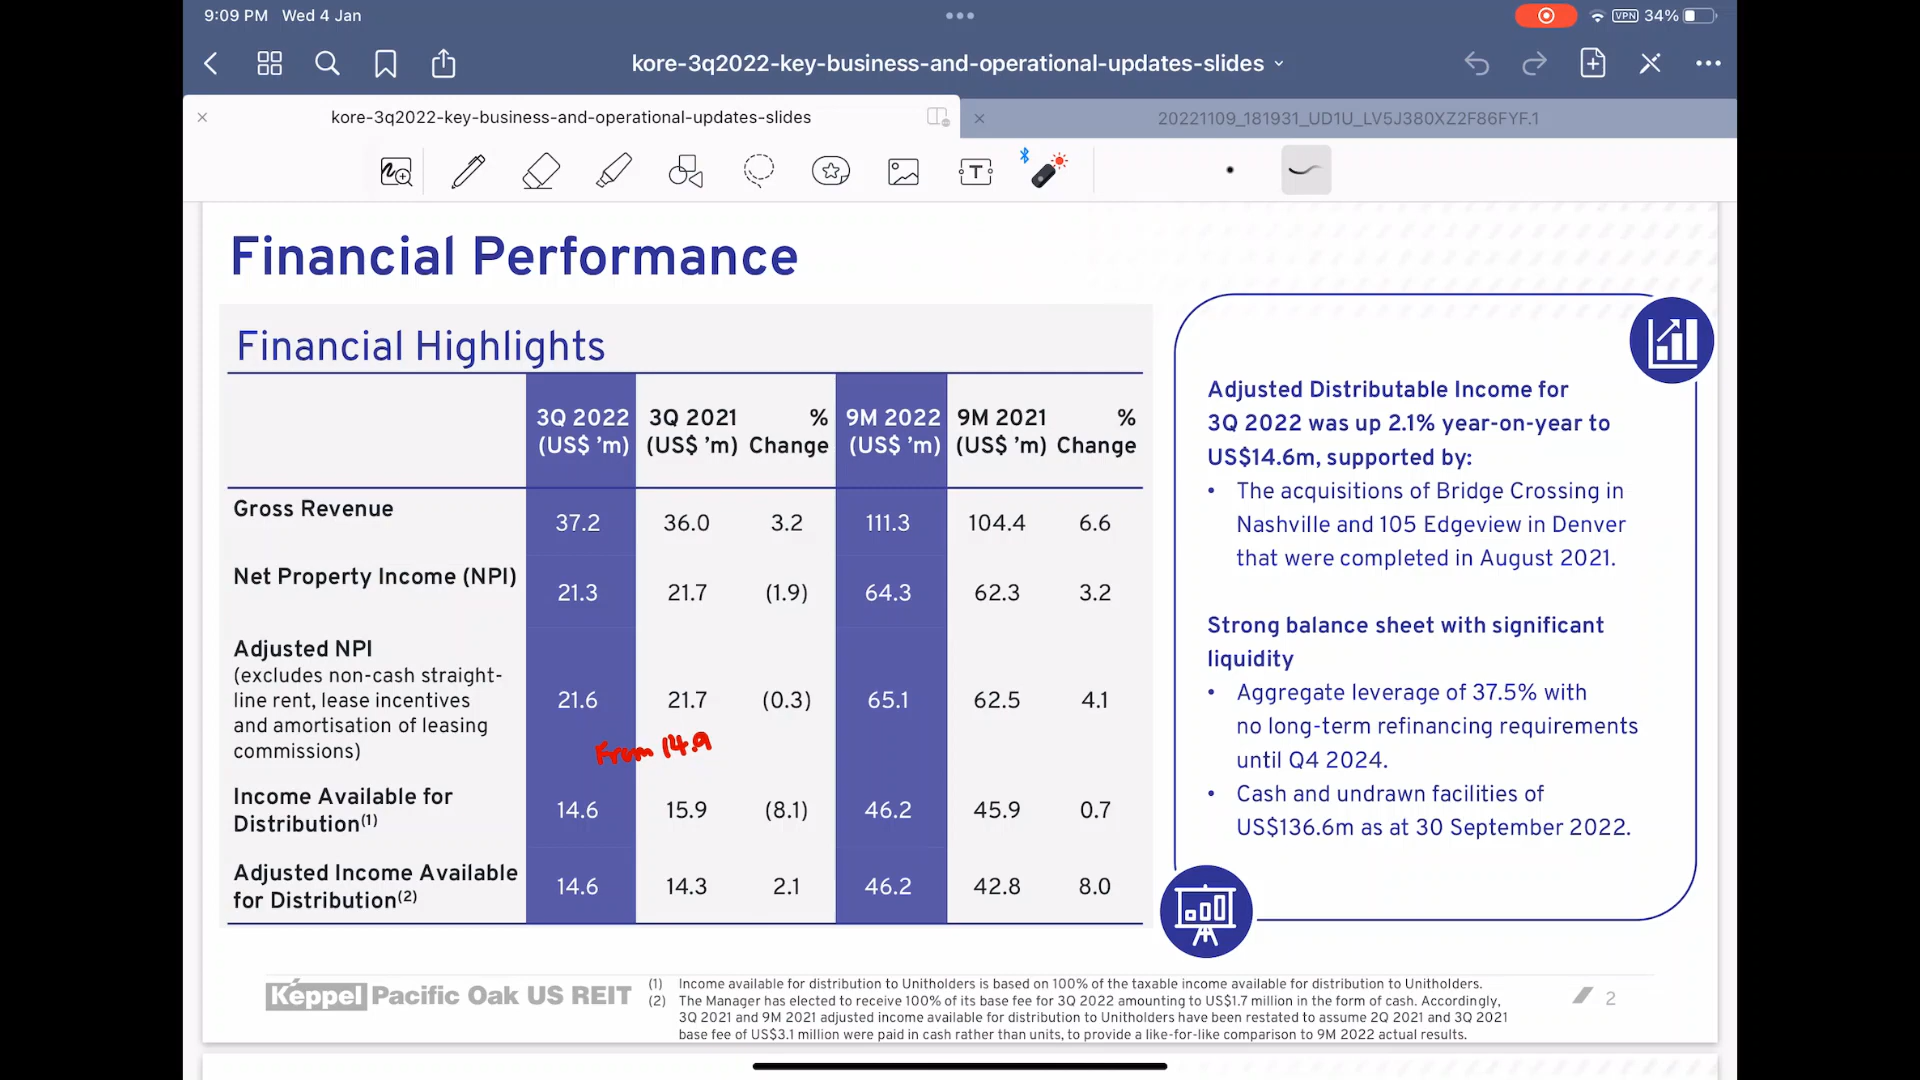 9:09 PM Wed 4 Jan
VPN 34%
kore-3q2022-key-business-and-operational-updates-slides
kore-3q2022-key-business-and-operational-updates-slides
20221109_181931_UD1U_LV5J380XZ2F86FYF.1
T
Financial Performance
Financial Highlights
3Q 2022 3Q 2021 % 9M 2022 9M 2021 %
(US$ ’m) (US$ ’m) Change (US$ ’m) (US$ ’m) Change
Gross Revenue
37.2 36.0 3.2 111.3 104.4 6.6
Net Property Income (NPI)
21.3 21.7 (1.9) 64.3 62.3 3.2
Adjusted NPI
(excludes non-cash straight-
line rent, lease incentives
and amortisation of leasing
commissions)
21.6 21.7 (0.3) 65.1 62.5 4.1
From 14.9
Income Available for
Distribution(1)
14.6 15.9 (8.1) 46.2 45.9 0.7
Adjusted Income Available
for Distribution(2)
14.6 14.3 2.1 46.2 42.8 8.0
Adjusted Distributable Income for
3Q 2022 was up 2.1% year-on-year to
US$14.6m, supported by:
• The acquisitions of Bridge Crossing in
Nashville and 105 Edgeview in Denver
that were completed in August 2021.
Strong balance sheet with significant
liquidity
• Aggregate leverage of 37.5% with
no long-term refinancing requirements
until Q4 2024.
• Cash and undrawn facilities of
US$136.6m as at 30 September 2022.
Keppel Pacific Oak US REIT
(1) Income available for distribution to Unitholders is based on 100% of the taxable income available for distribution to Unitholders.
(2) The Manager has elected to receive 100% of its base fee for 3Q 2022 amounting to US$1.7 million in the form of cash. Accordingly,
3Q 2021 and 9M 2021 adjusted income available for distribution to Unitholders have been restated to assume 2Q 2021 and 3Q 2021
base fee of US$3.1 million were paid in cash rather than units, to provide a like-for-like comparison to 9M 2022 actual results.
2